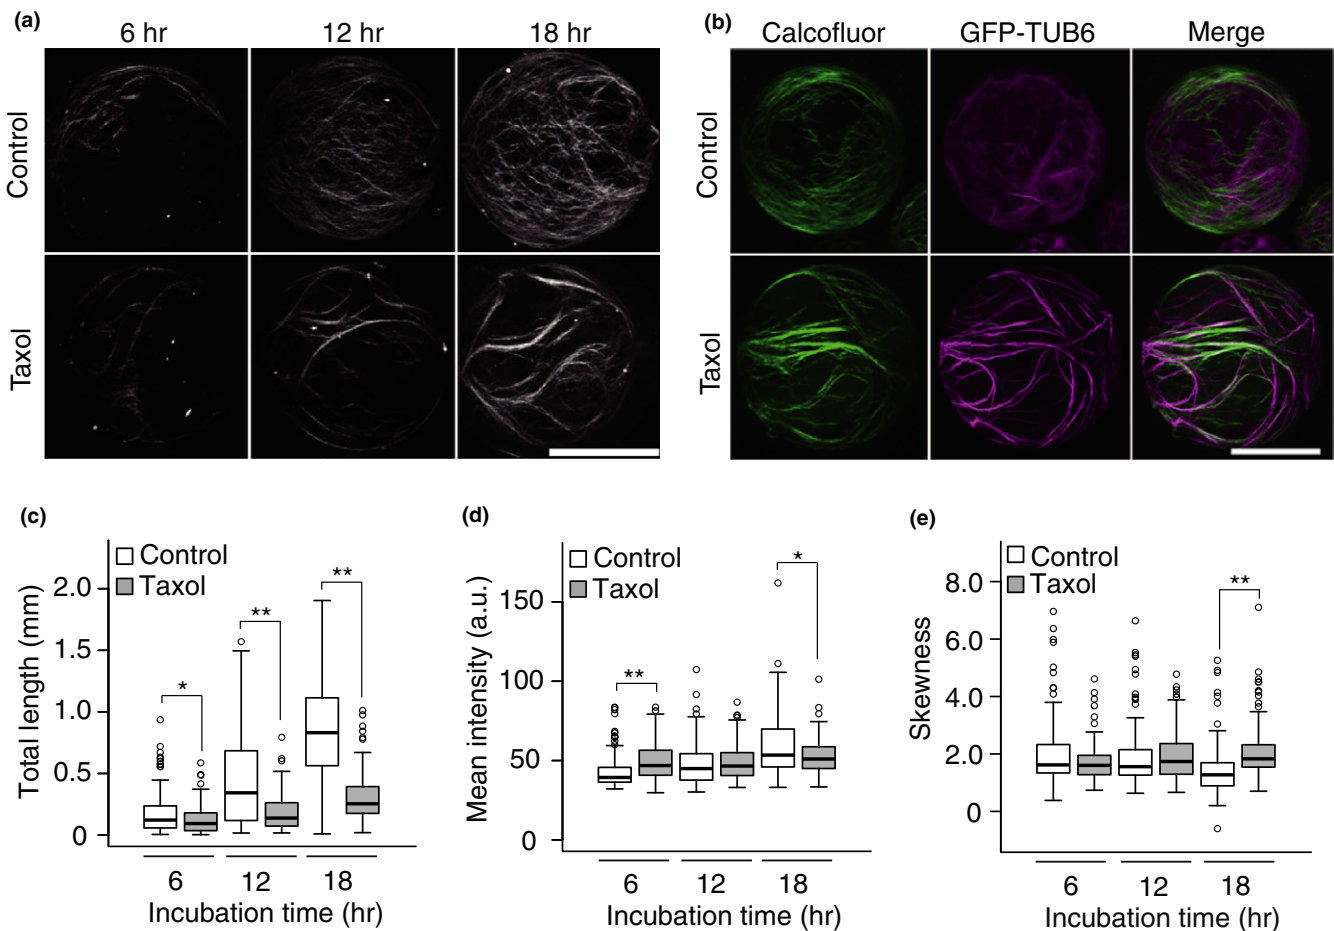 (a)
6 hr 12 hr 18 hr
Control
Taxol
(b)
Calcofluor GFP-TUB6 Merge
Control
Taxol
(c)
Control
Taxol
Total length (mm)
2.0
1.5
1.0
0.5
0
* ** **
6 12 18
Incubation time (hr)
(d)
Control
Taxol
Mean intensity (a.u.)
150
100
50
0
** *
6 12 18
Incubation time (hr)
(e)
Control
Taxol
Skewness
8.0
6.0
4.0
2.0
0
**
6 12 18
Incubation time (hr)